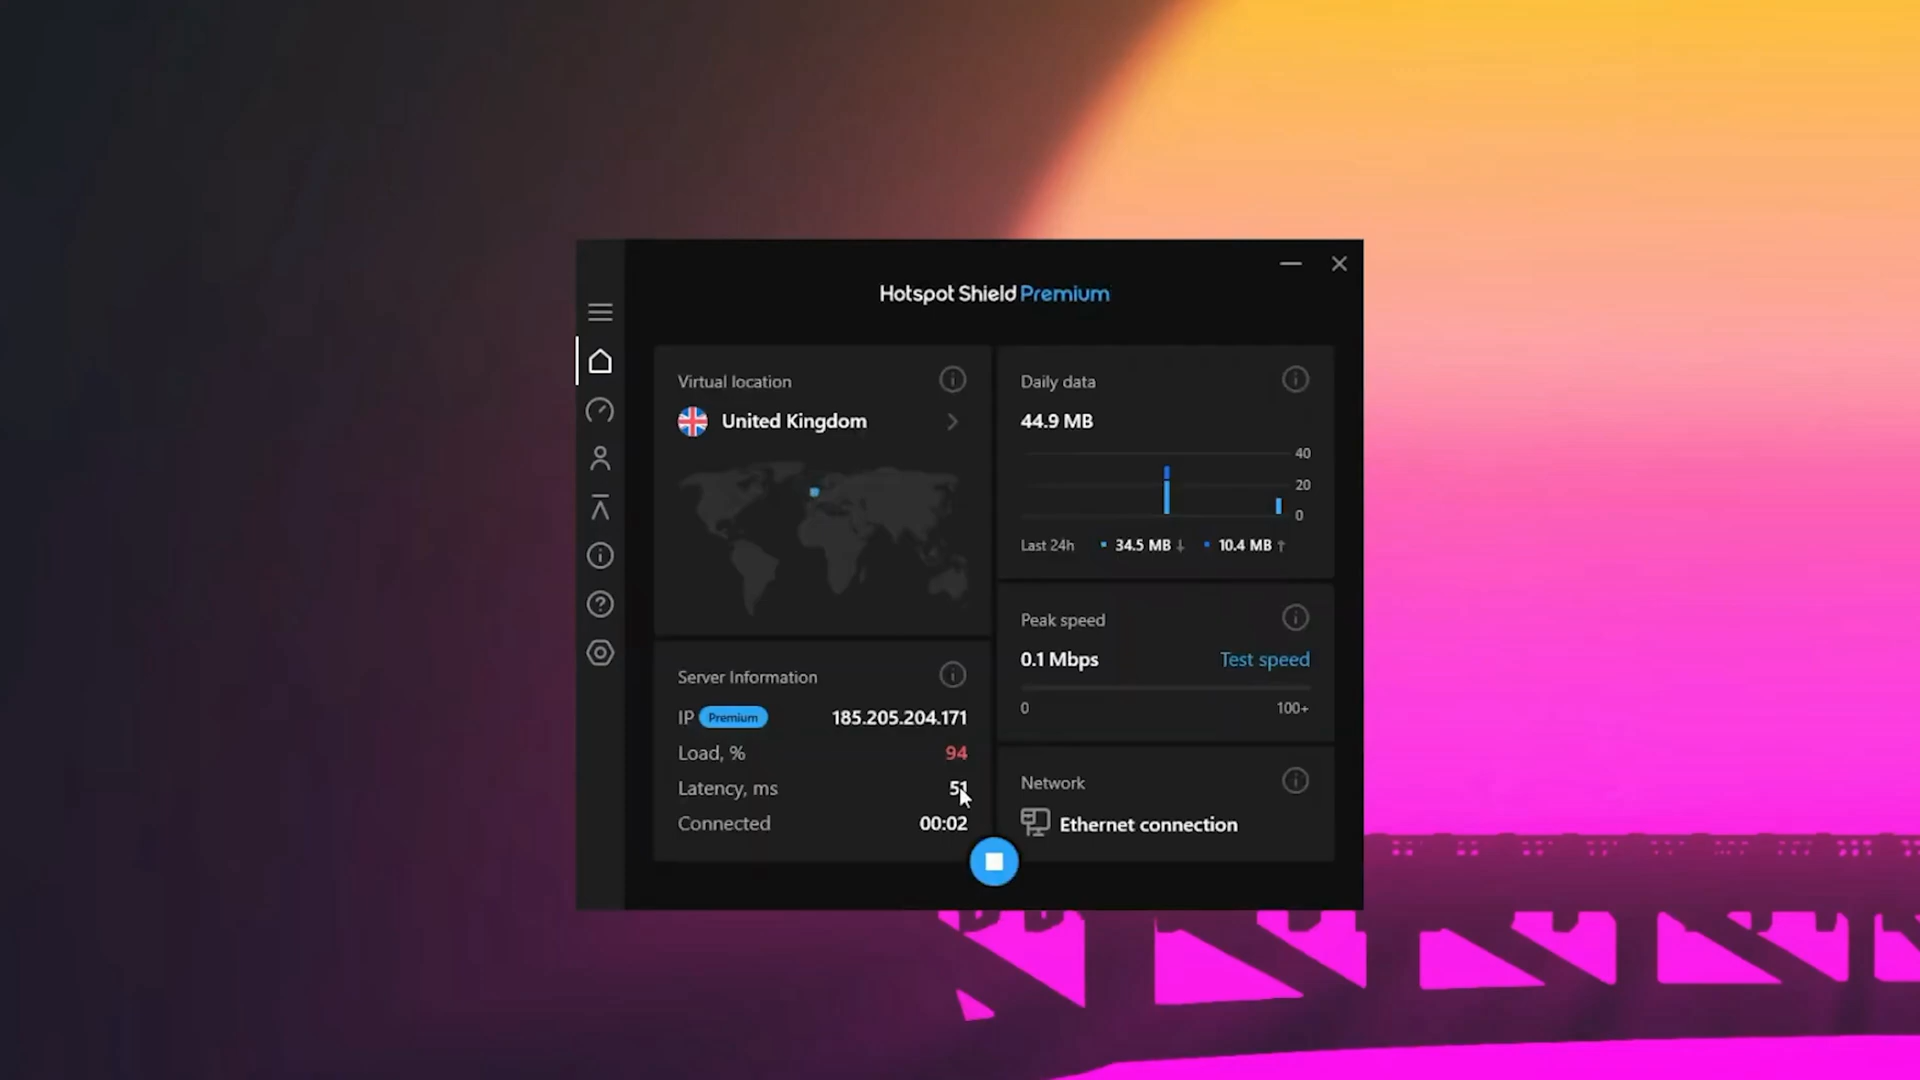 Hotspot Shield Premium
Virtual location
United Kingdom
Server Information
IP Premium 185.205.204.171
Load, % 94
Latency, ms 51
Connected 00:02
Daily data
44.9 MB
40
20
0
Last 24h 34.5 MB ↓ 10.4 MB ↑
Peak speed
0.1 Mbps Test speed
0 100+
Network
Ethernet connection